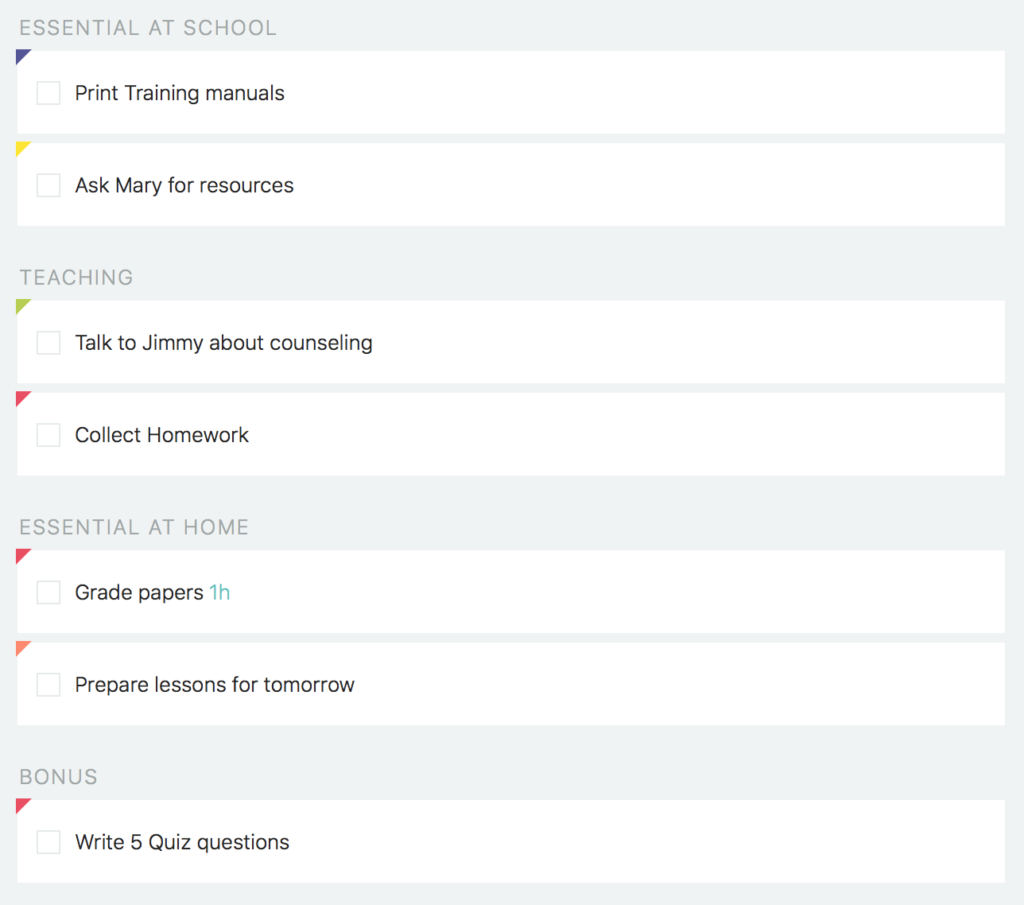 ESSENTIAL AT SCHOOL
Print Training manuals
Ask Mary for resources
TEACHING
Talk to Jimmy about counseling
Collect Homework
ESSENTIAL AT HOME
Grade papers 1h
Prepare lessons for tomorrow
BONUS
Write 5 Quiz questions